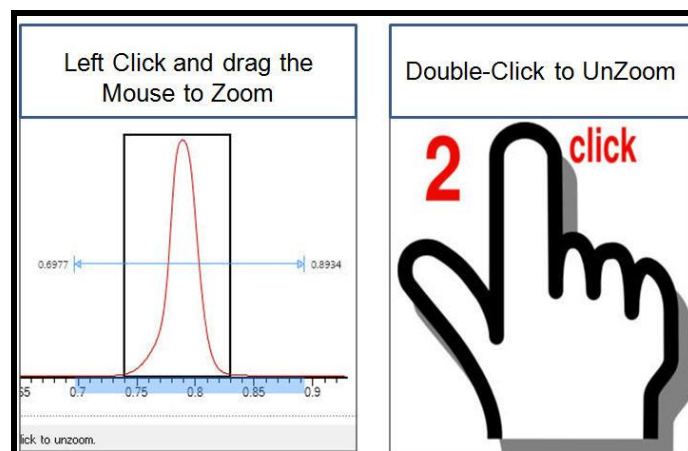 Left Click and drag the
Mouse to Zoom
0.6977
0.8934
55 0.7 0.75 0.8 0.85 0.9
lick to unzoom.
Double-Click to UnZoom
2 click